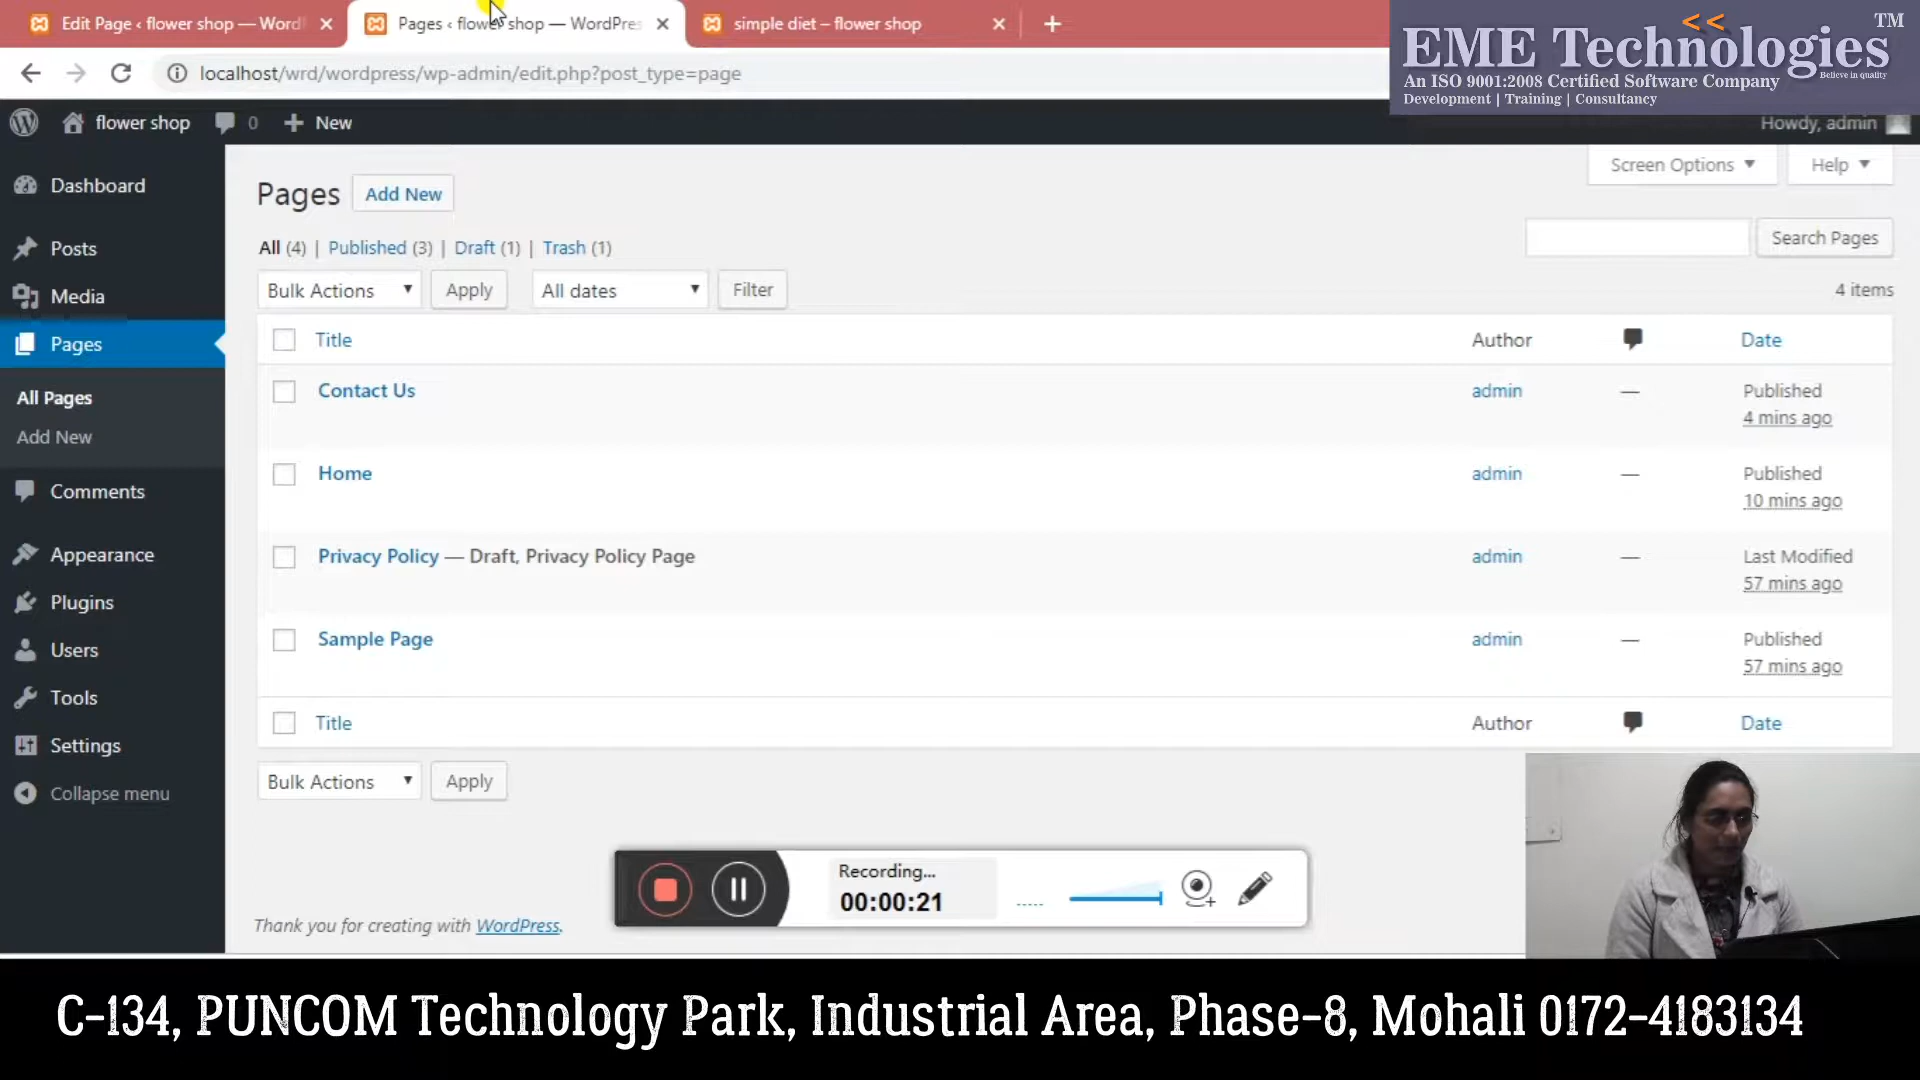 Edit Page ‹ flower shop — Word
Pages ‹ flower shop — WordPres
simple diet – flower shop
localhost/wrd/wordpress/wp-admin/edit.php?post_type=page
<<
EME Technologies TM
Believe in quality
An ISO 9001:2008 Certified Software Company
Development | Training | Consultancy
flower shop
0
New
Howdy, admin
Screen Options
Help
Dashboard
Posts
Media
Pages
All Pages
Add New
Comments
Appearance
Plugins
Users
Tools
Settings
Collapse menu
Pages Add New
All (4) | Published (3) | Draft (1) | Trash (1)
Search Pages
Bulk Actions Apply All dates Filter
4 items
Title Author Date
Contact Us admin — Published
4 mins ago
Home admin — Published
10 mins ago
Privacy Policy — Draft, Privacy Policy Page admin — Last Modified
57 mins ago
Sample Page admin — Published
57 mins ago
Title Author Date
Bulk Actions Apply
Recording...
00:00:21
Thank you for creating with WordPress.
C-134, PUNCOM Technology Park, Industrial Area, Phase-8, Mohali 0172-4183134